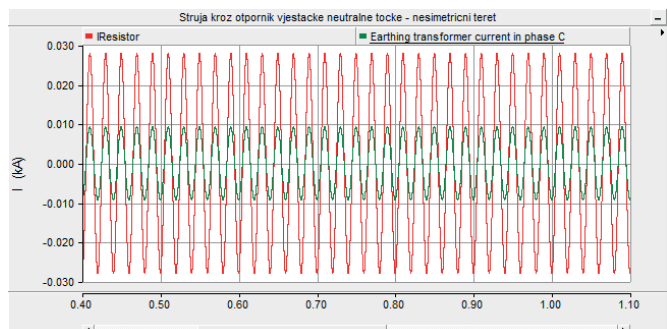 Struja kroz otpornik vjestacke neutralne tocke - nesimetricni teret
IResistor
Earthing transformer current in phase C
0.030
0.020
0.010
0.000
-0.010
-0.020
-0.030
I (kA)
0.40 0.50 0.60 0.70 0.80 0.90 1.00 1.10